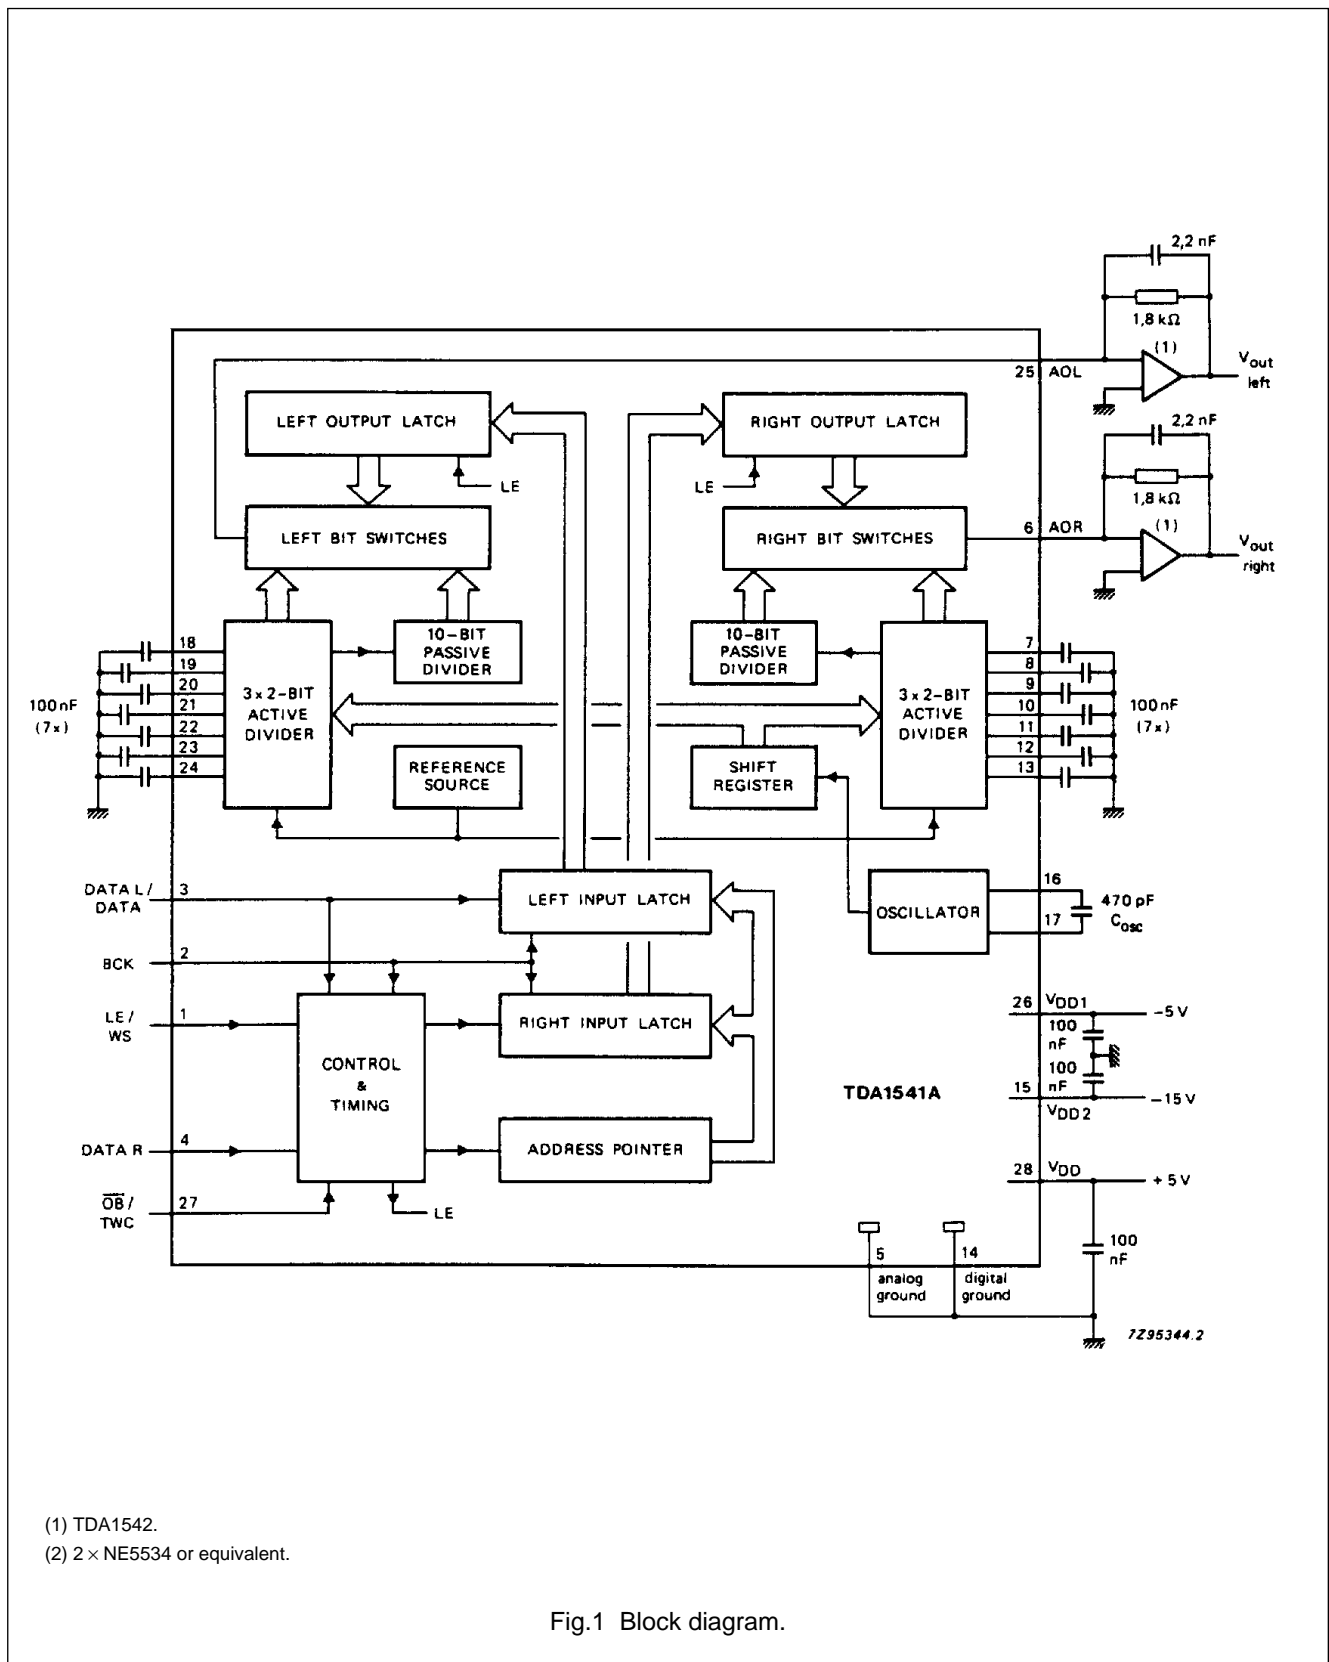 2,2 nF
1,8 kΩ
(1)
Vout
left
25 AOL
LEFT OUTPUT LATCH
RIGHT OUTPUT LATCH
2,2 nF
LE
LE
1,8 kΩ
(1)
6 AOR
Vout
right
LEFT BIT SWITCHES
RIGHT BIT SWITCHES
18
19
20
21
22
23
24
100 nF
(7x)
3 x 2-BIT
ACTIVE
DIVIDER
10-BIT
PASSIVE
DIVIDER
10-BIT
PASSIVE
DIVIDER
3 x 2-BIT
ACTIVE
DIVIDER
7
8
9
10
11
12
13
100 nF
(7x)
REFERENCE
SOURCE
SHIFT
REGISTER
DATA L /
DATA
3
LEFT INPUT LATCH
OSCILLATOR
16
17
470 pF
Cosc
BCK
2
LE /
WS
1
RIGHT INPUT LATCH
CONTROL
&
TIMING
26 VDD1
−5 V
100
nF
100
nF
15
VDD2
−15 V
TDA1541A
DATA R
4
ADDRESS POINTER
28 VDD
+ 5 V
OB /
TWC
27
LE
5
analog
ground
14
digital
ground
100
nF
7Z95344.2
(1) TDA1542.
(2) 2 × NE5534 or equivalent.
Fig.1 Block diagram.